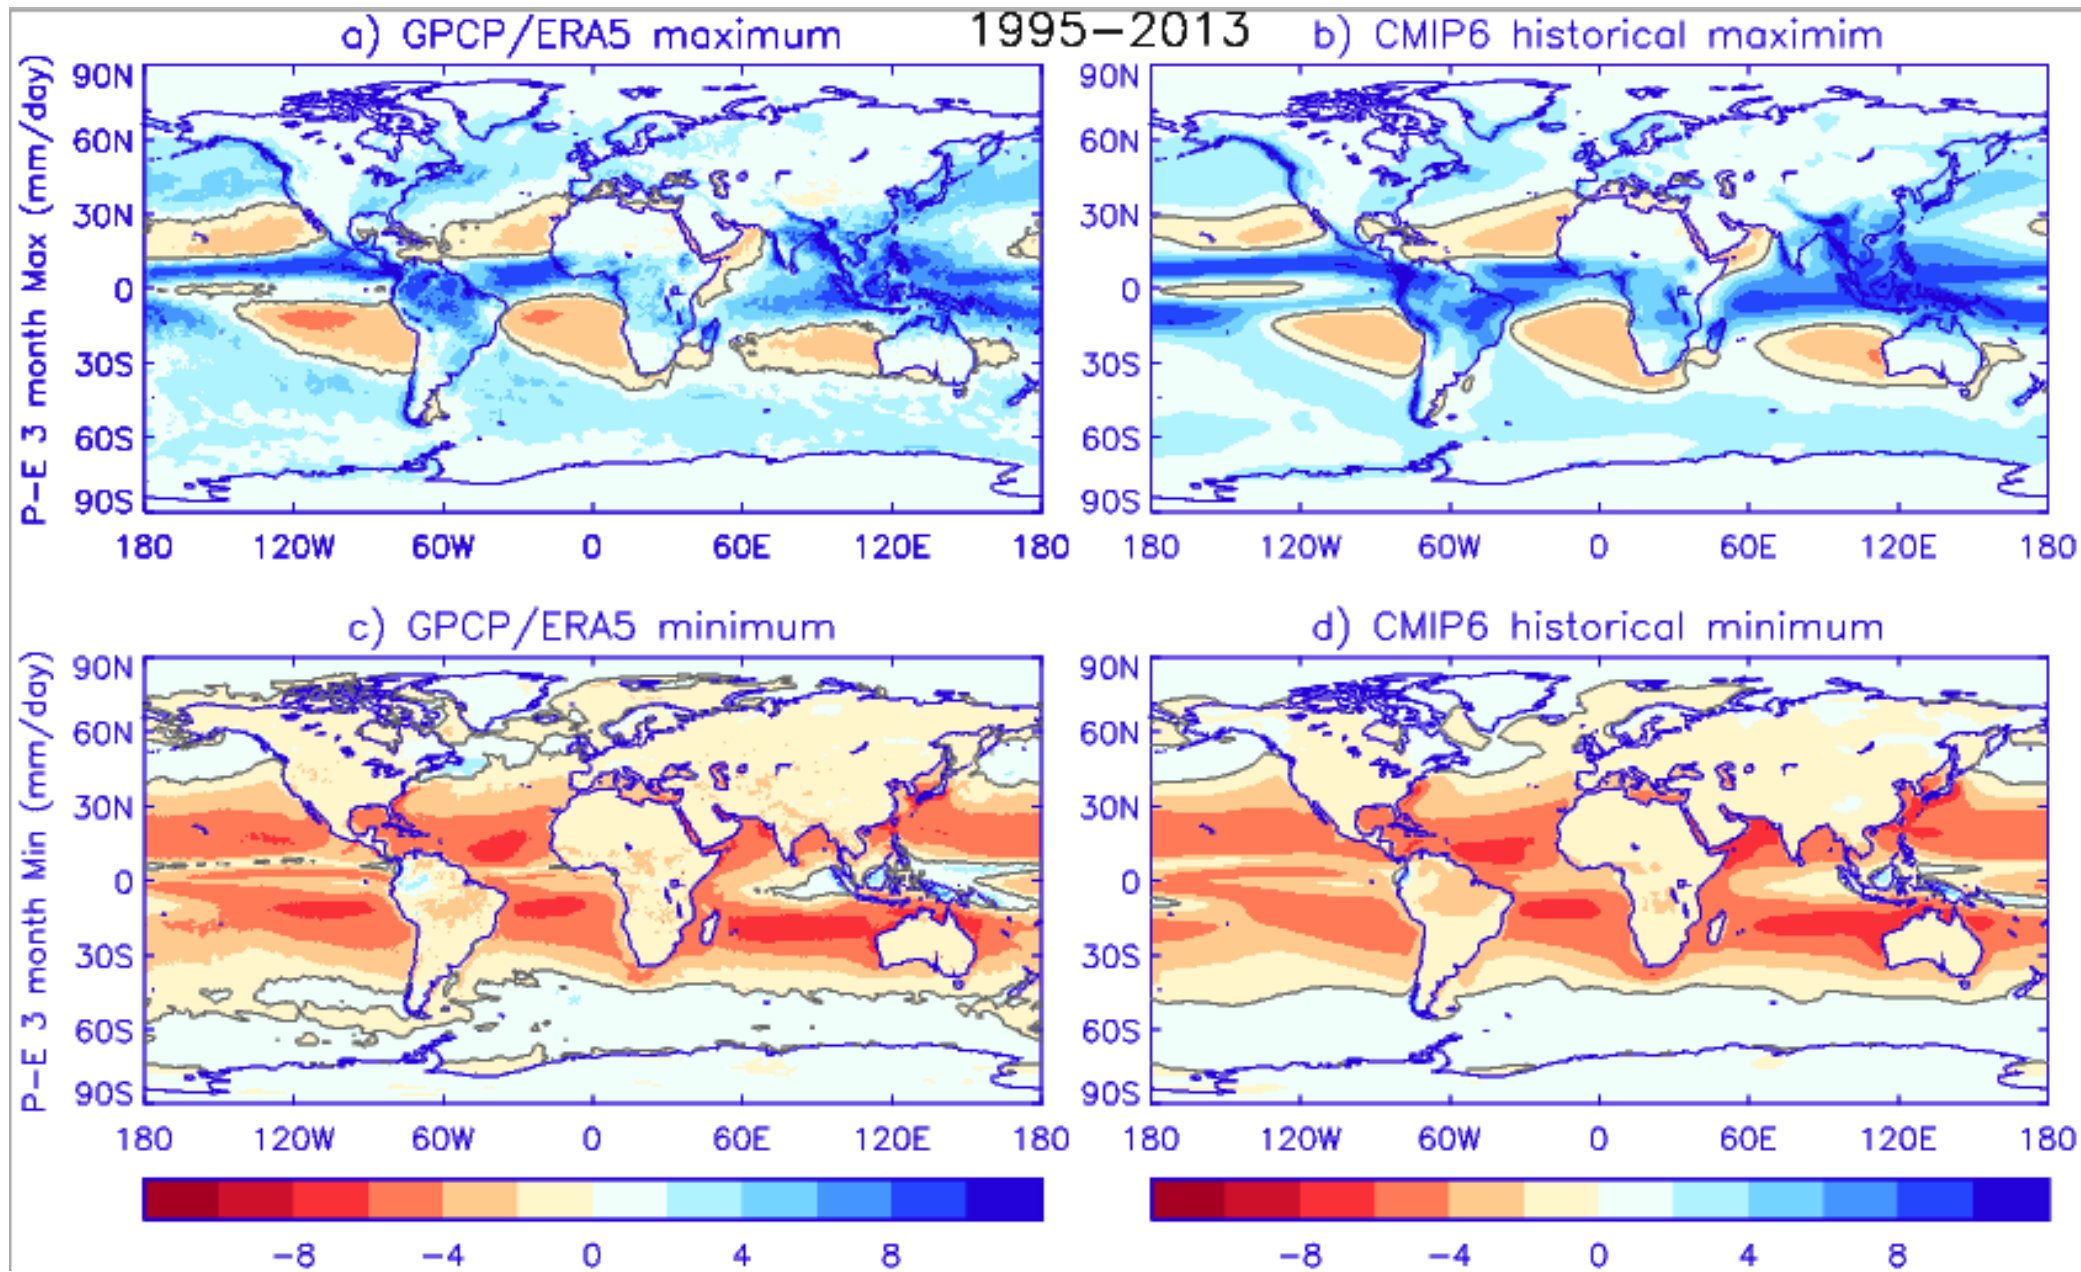 1995−2013
a) GPCP/ERA5 maximum
b) CMIP6 historical maximim
P−E 3 month Max (mm/day)
90N
60N
30N
0
30S
60S
90S
180 120W 60W 0 60E 120E 180
90N
60N
30N
0
30S
60S
90S
180 120W 60W 0 60E 120E 180
c) GPCP/ERA5 minimum
d) CMIP6 historical minimum
P−E 3 month Min (mm/day)
90N
60N
30N
0
30S
60S
90S
180 120W 60W 0 60E 120E 180
90N
60N
30N
0
30S
60S
90S
180 120W 60W 0 60E 120E 180
−8 −4 0 4 8
−8 −4 0 4 8